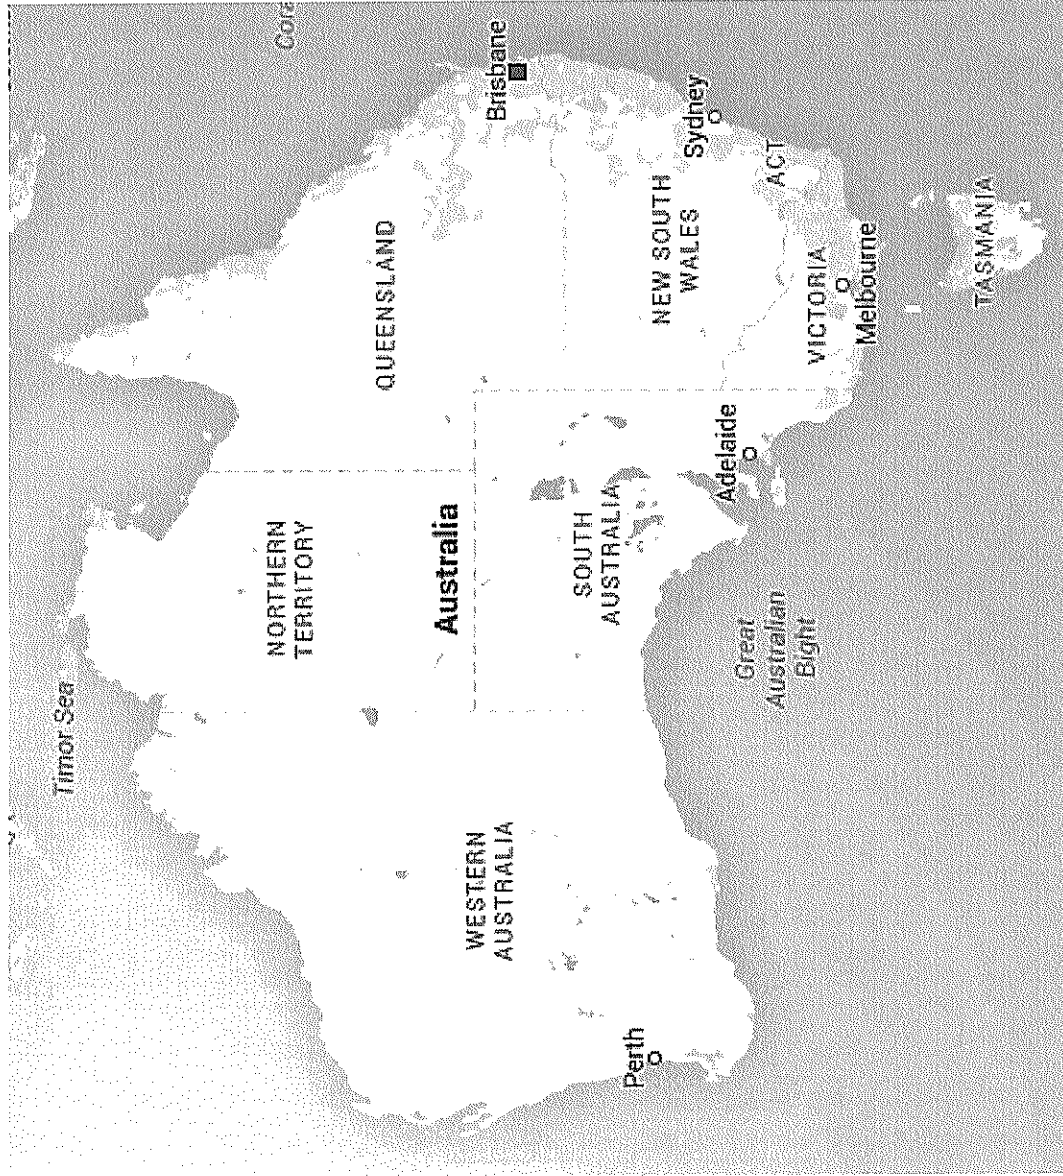 Timor Sea
NORTHERN
TERRITORY
Australia
WESTERN
AUSTRALIA
SOUTH
AUSTRALIA
QUEENSLAND
NEW SOUTH
WALES
VICTORIA
ACT
TASMANIA
Brisbane
Sydney
Melbourne
Adelaide
Perth
Great
Australian
Bight
Cora